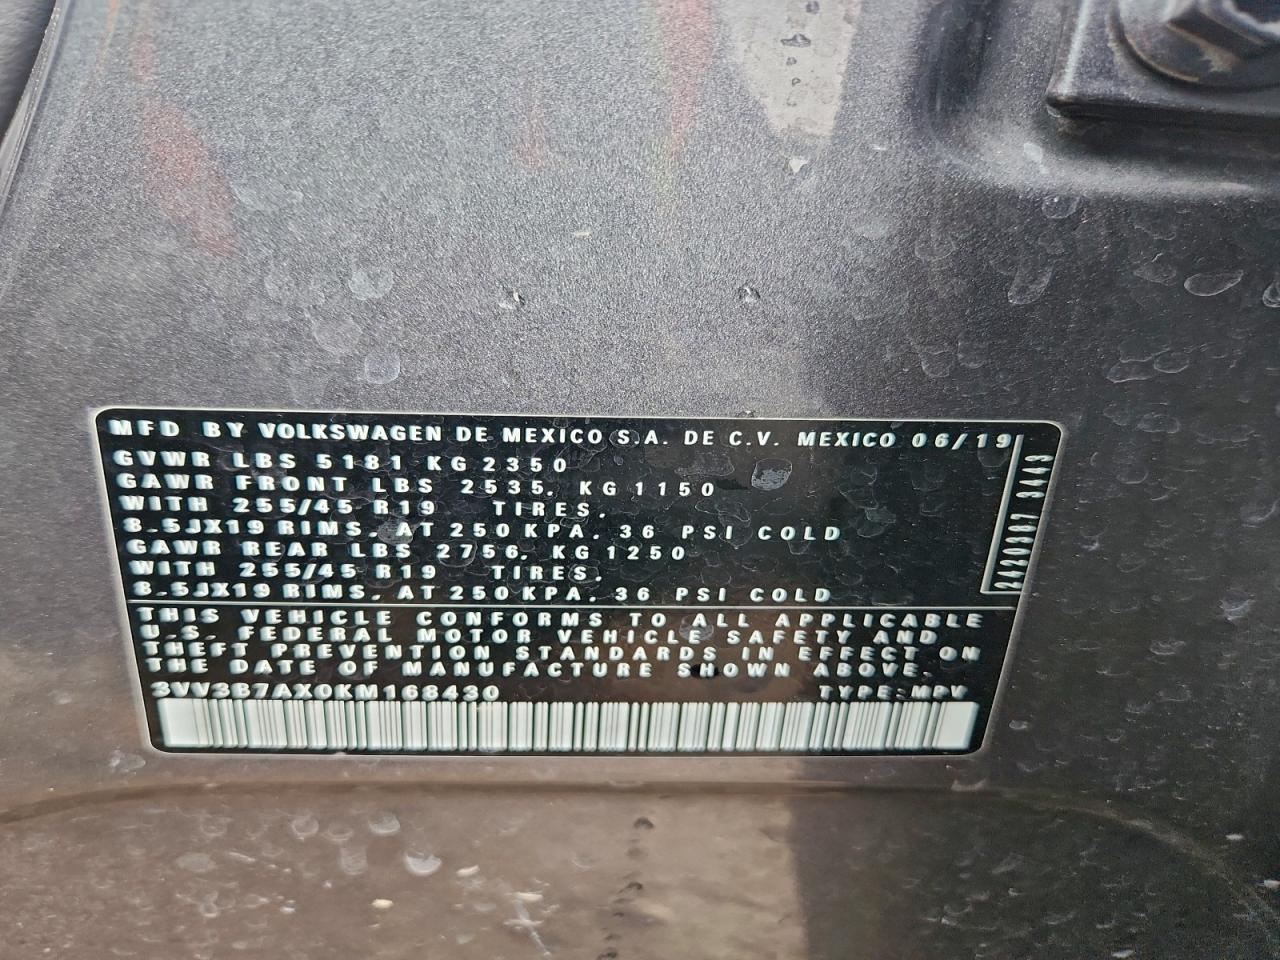 MFD BY VOLKSWAGEN DE MEXICO S.A. DE C.V. MEXICO 06/19
GVWR LBS 5181 KG 2350
GAWR FRONT LBS 2535. KG 1150
WITH 255/45 R19 TIRES.
8.5JX19 RIMS. AT 250 KPA. 36 PSI COLD
GAWR REAR LBS 2756. KG 1250
WITH 255/45 R19 TIRES.
8.5JX19 RIMS. AT 250 KPA. 36 PSI COLD
2420367 3443
THIS VEHICLE CONFORMS TO ALL APPLICABLE
U.S. FEDERAL MOTOR VEHICLE SAFETY AND
THEFT PREVENTION STANDARDS IN EFFECT ON
THE DATE OF MANUFACTURE SHOWN ABOVE.
3VV3B7AX0KM168430 TYPE: MPV